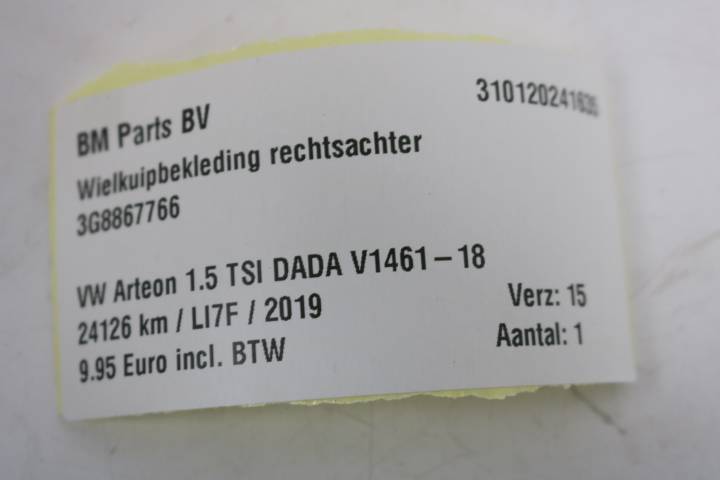 BM Parts BV
Wielkuipbekleding rechtsachter
3G8867766
VW Arteon 1.5 TSI DADA V1461-18
24126 km / LI7F / 2019
9.95 Euro incl. BTW
Verz: 15
Aantal: 1